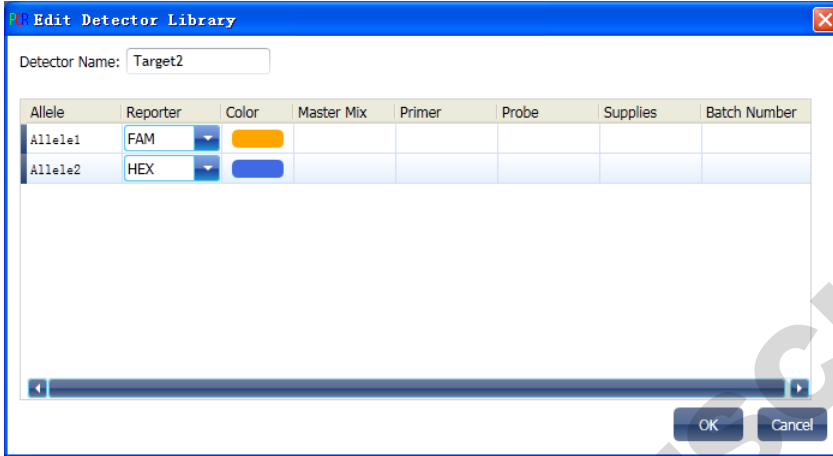 PCR Edit Detector Library
Detector Name: Target2
Allele Reporter Color Master Mix Primer Probe Supplies Batch Number
Allele1 FAM
Allele2 HEX
OK Cancel